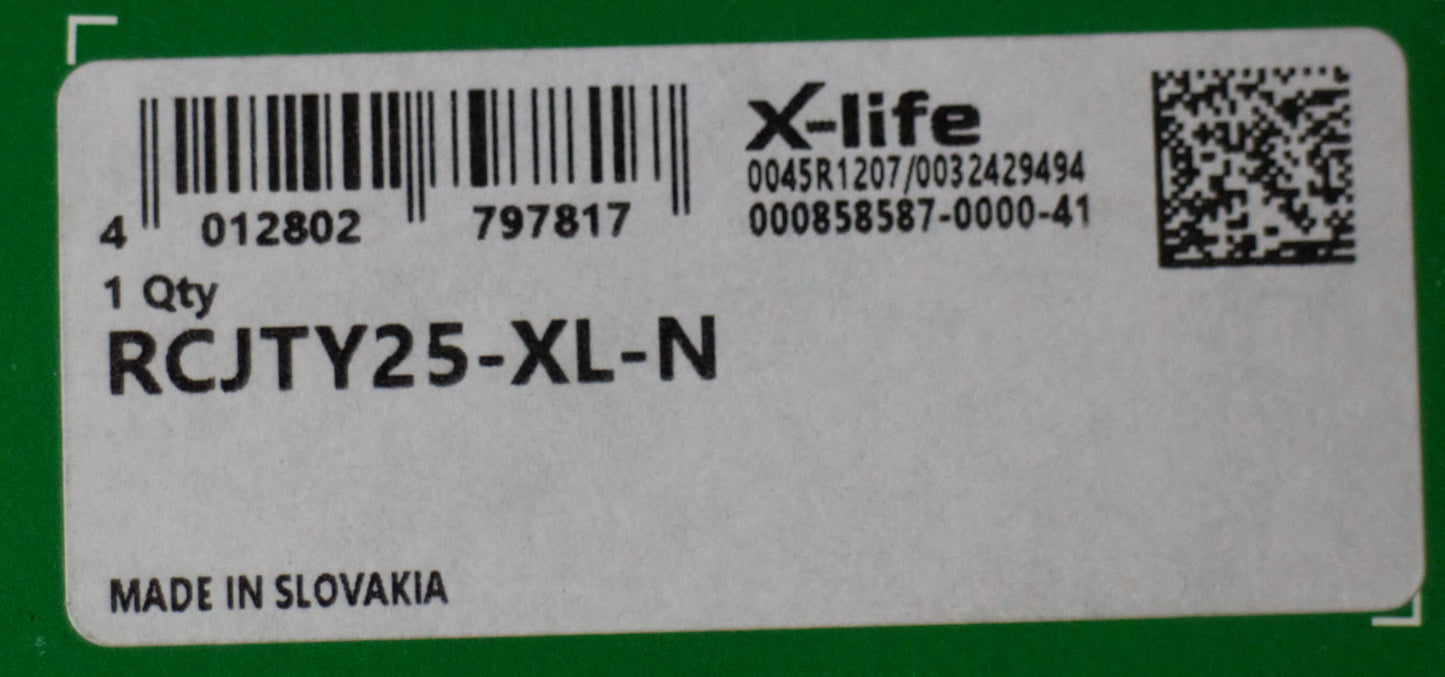 X-life
0045R1207/0032429494
000858587-0000-41
4 012802 797817
1 Qty
RCJTY25-XL-N
MADE IN SLOVAKIA